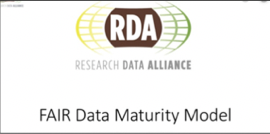 RDA
RESEARCH DATA ALLIANCE
FAIR Data Maturity Model